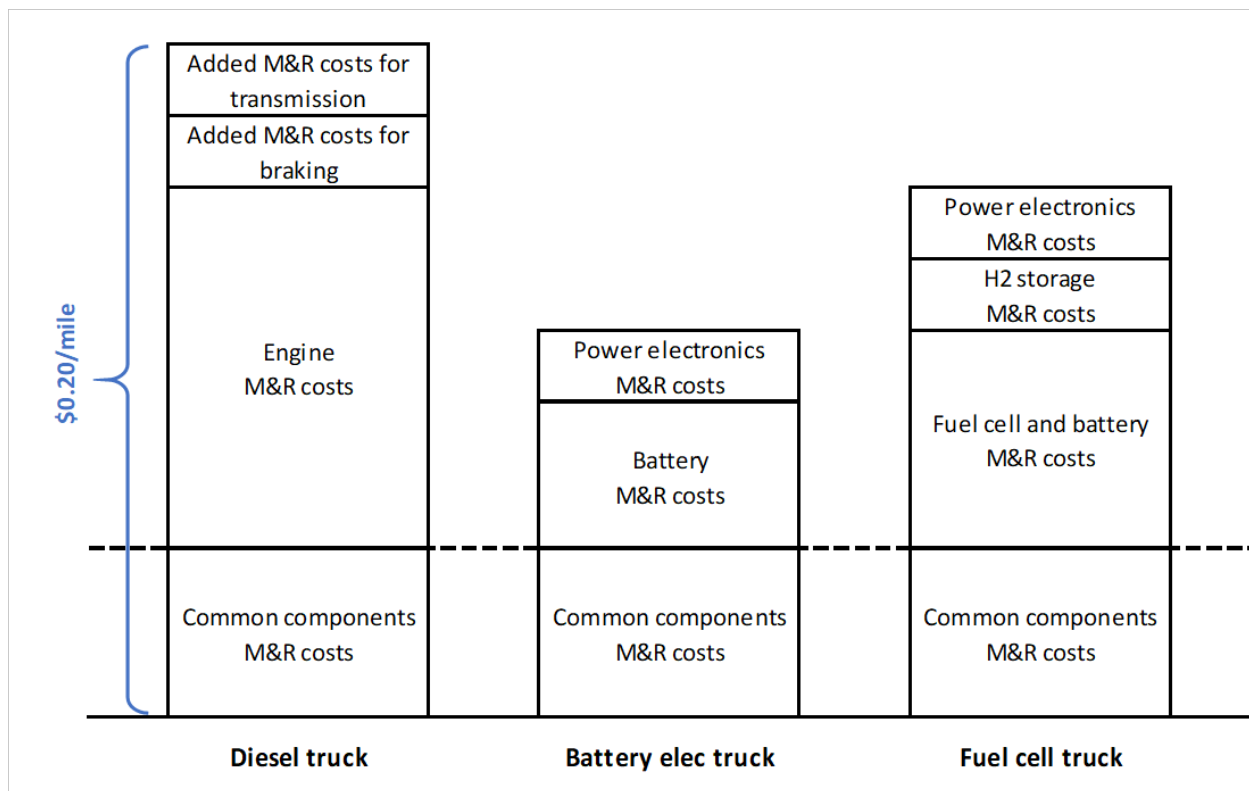 Added M&R costs for
transmission
Added M&R costs for
braking
Engine
M&R costs
Common components
M&R costs
$0.20/mile
Power electronics
M&R costs
Battery
M&R costs
Common components
M&R costs
Power electronics
M&R costs
H2 storage
M&R costs
Fuel cell and battery
M&R costs
Common components
M&R costs
Diesel truck
Battery elec truck
Fuel cell truck